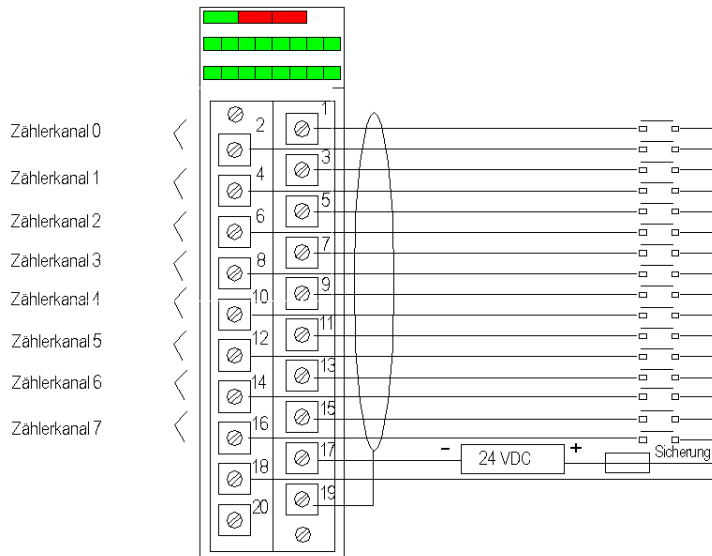 1
Zählerkanal 0
2
3
Zählerkanal 1
4
5
Zählerkanal 2
6
7
Zählerkanal 3
8
9
Zählerkanal 4
10
11
Zählerkanal 5
12
13
Zählerkanal 6
14
15
Zählerkanal 7
16
17
- 24 VDC + Sicherung
18
19
20